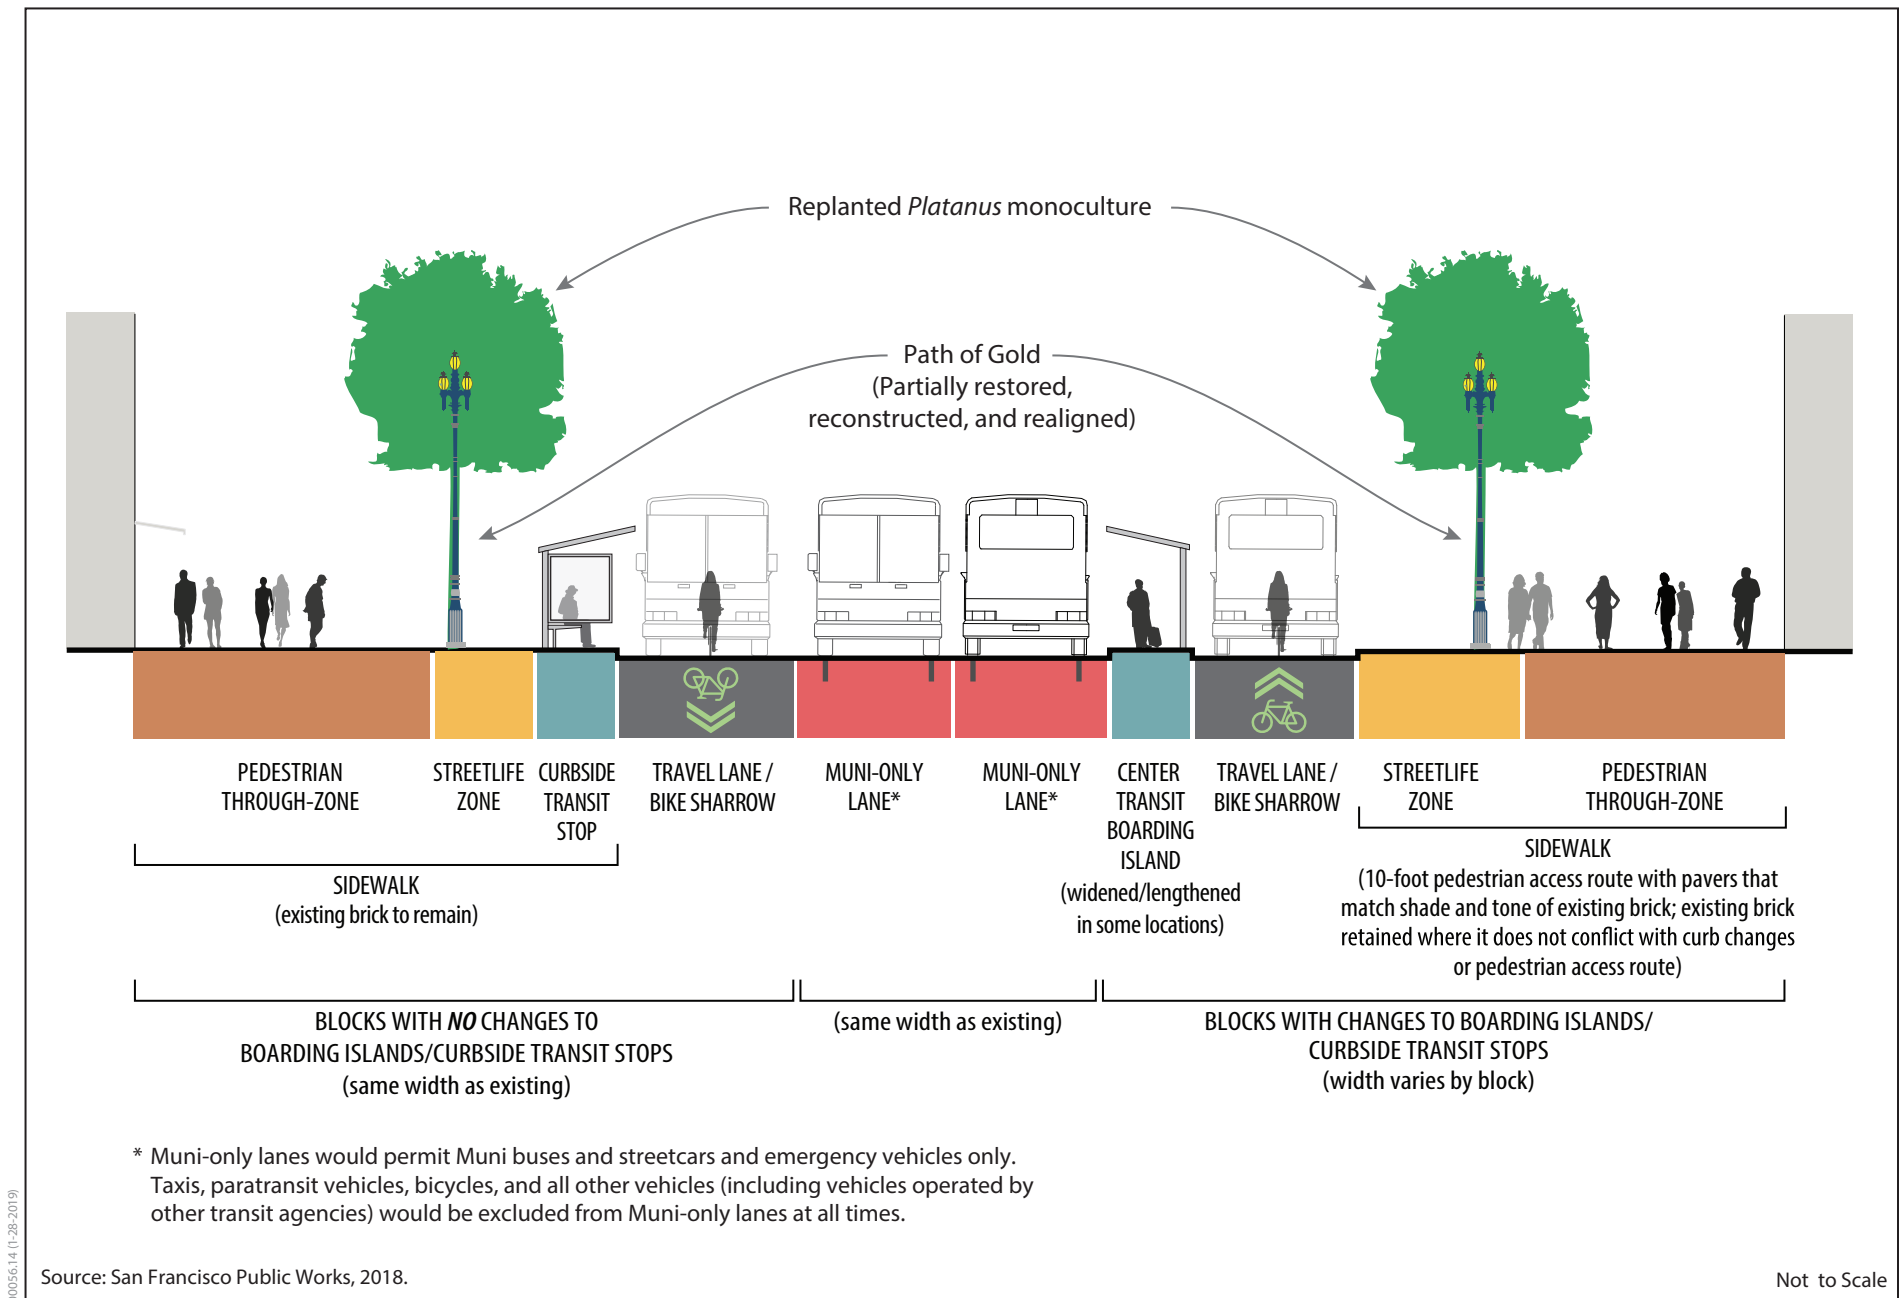 Replanted Platanus monoculture
Path of Gold
(Partially restored,
reconstructed, and realigned)
PEDESTRIAN
THROUGH-ZONE
STREETLIFE
ZONE
CURBSIDE
TRANSIT
STOP
TRAVEL LANE /
BIKE SHARROW
MUNI-ONLY
LANE*
MUNI-ONLY
LANE*
CENTER
TRANSIT
BOARDING
ISLAND
(widened/lengthened
in some locations)
TRAVEL LANE /
BIKE SHARROW
STREETLIFE
ZONE
PEDESTRIAN
THROUGH-ZONE
SIDEWALK
(existing brick to remain)
SIDEWALK
(10-foot pedestrian access route with pavers that
match shade and tone of existing brick; existing brick
retained where it does not conflict with curb changes
or pedestrian access route)
BLOCKS WITH NO CHANGES TO
BOARDING ISLANDS/CURBSIDE TRANSIT STOPS
(same width as existing)
(same width as existing)
BLOCKS WITH CHANGES TO BOARDING ISLANDS/
CURBSIDE TRANSIT STOPS
(width varies by block)
* Muni-only lanes would permit Muni buses and streetcars and emergency vehicles only.
Taxis, paratransit vehicles, bicycles, and all other vehicles (including vehicles operated by
other transit agencies) would be excluded from Muni-only lanes at all times.
Source: San Francisco Public Works, 2018.
Not to Scale
(1-28-2019)